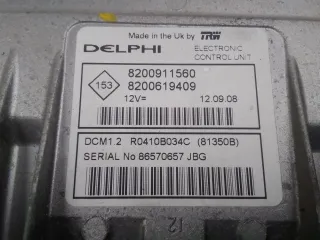 Made in the Uk by TRW
DELPHI ELECTRONIC
CONTROL UNIT
8200911560
153 8200619409
12V= 12.09.08
DCM1.2 R0410B034C (81350B)
SERIAL No 86570657 JBG
12